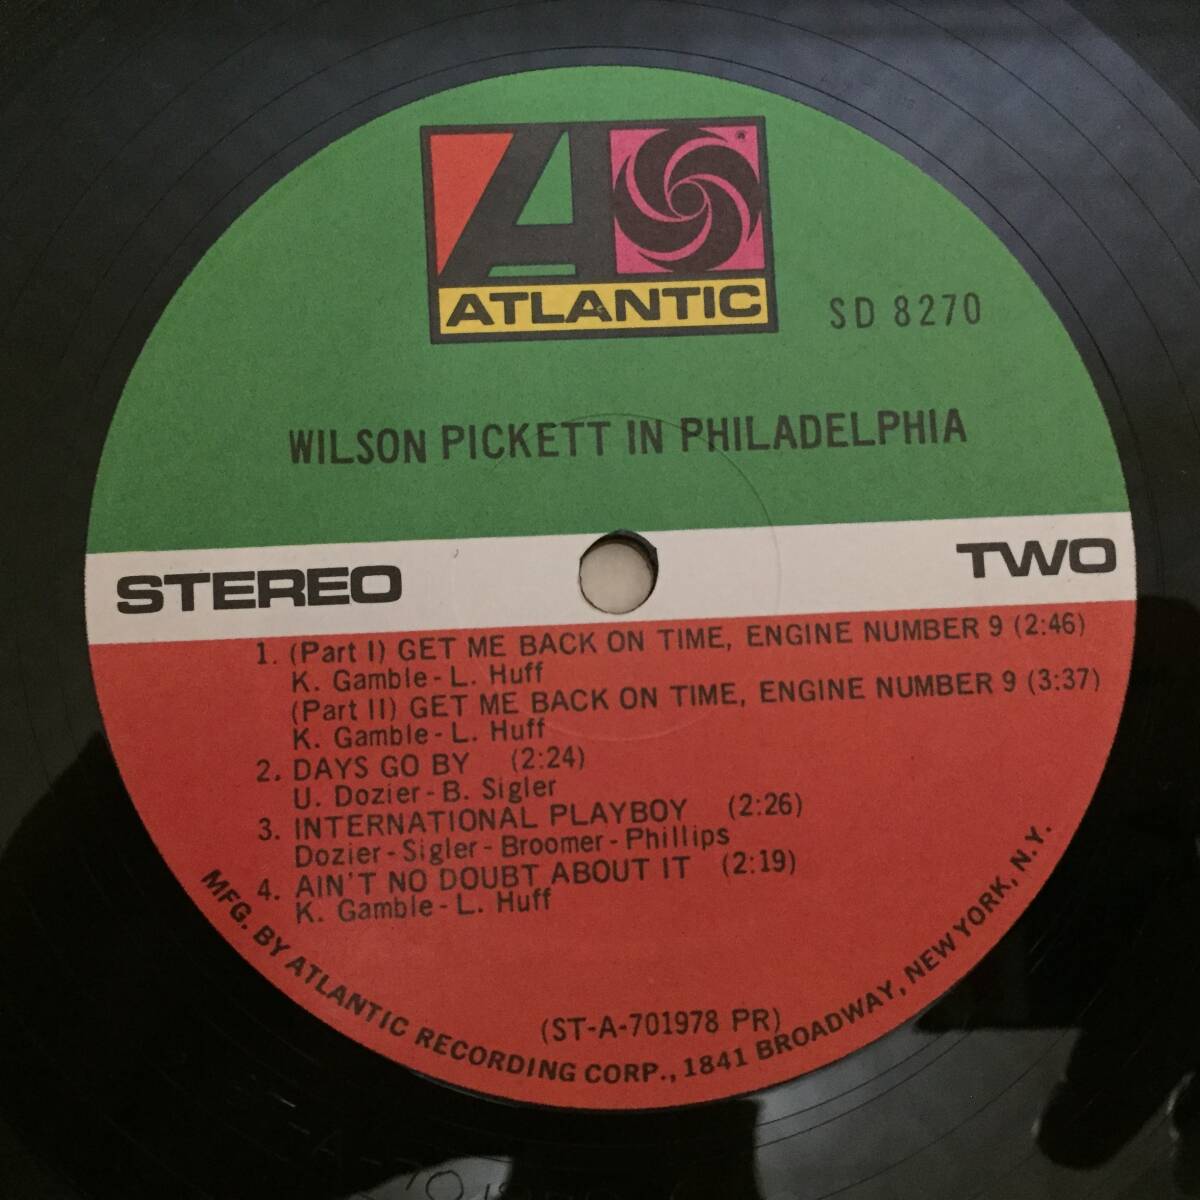 ATLANTIC
SD 8270
WILSON PICKETT IN PHILADELPHIA
STEREO
TWO
1. (Part I) GET ME BACK ON TIME, ENGINE NUMBER 9 (2:46)
K. Gamble - L. Huff
(Part II) GET ME BACK ON TIME, ENGINE NUMBER 9 (3:37)
K. Gamble - L. Huff
2. DAYS GO BY (2:24)
U. Dozier - B. Sigler
3. INTERNATIONAL PLAYBOY (2:26)
Dozier - Sigler - Broomer - Phillips
4. AIN'T NO DOUBT ABOUT IT (2:19)
K. Gamble - L. Huff
(ST-A-701978 PR)
MFG. BY ATLANTIC RECORDING CORP., 1841 BROADWAY, NEW YORK, N.Y.